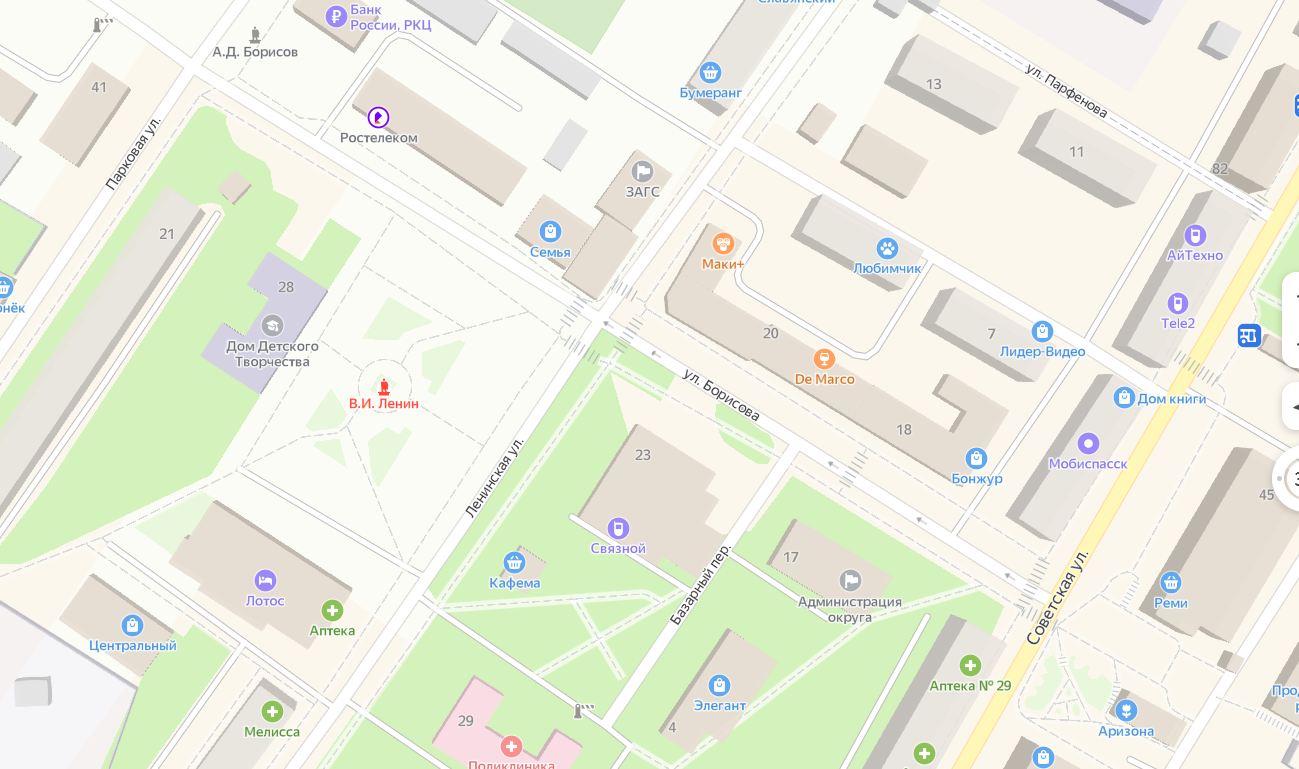 Славянский
Банк
России, РКЦ
А.Д. Борисов
Бумеранг
ул. Парфенова
13
41
Ростелеком
Парковая ул.
11
82
ЗАГС
21
Семья
Маки+
Любимчик
АйТехно
28
Tele2
20
7
Лидер-Видео
Дом Детского
Творчества
De Marco
В.И. Ленин
ул. Борисова
Дом книги
18
23
Мобиспасск
Ленинская ул.
Бонжур
45
Связной
17
Кафема
Базарный пер.
Администрация
округа
Реми
Советская ул.
Лотос
Аптека
Центральный
Аптека № 29
Элегант
29
4
Мелисса
Аризона
Поликлиника